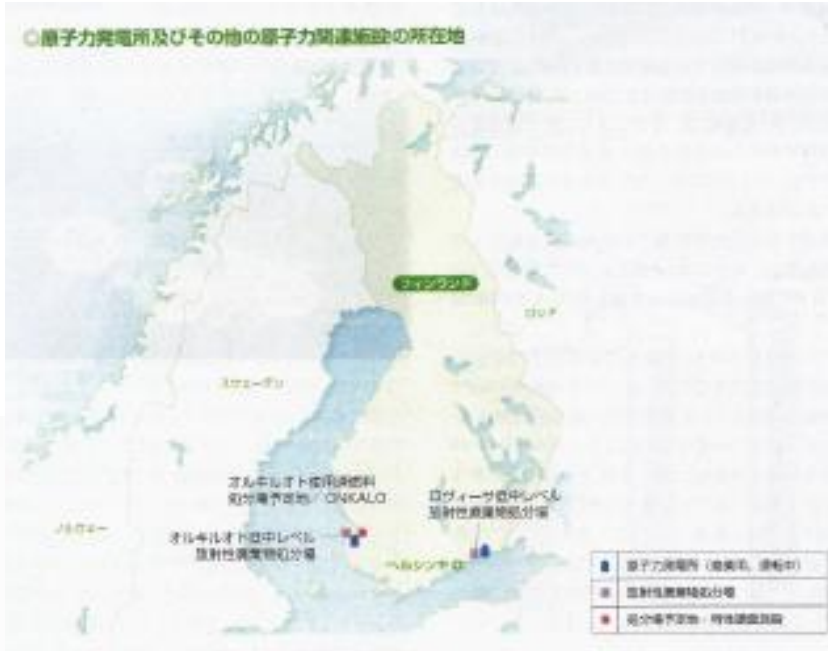 ◎原子力発電所及びその他の原子力関連施設の所在地
フィンランド
ロシア
スウェーデン
オルキルオト使用済燃料
処分場予定地/ONKALO
ロヴィーサ低中レベル
放射性廃棄物処分場
ノルウェー
オルキルオト低中レベル
放射性廃棄物処分場
ヘルシンキ
原子力発電所(商業用、運転中)
放射性廃棄物処分場
処分場予定地・特性調査施設